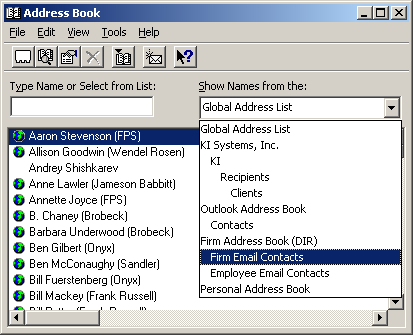 Address Book
File Edit View Tools Help
Type Name or Select from List:
Show Names from the:
Global Address List
Aaron Stevenson (FPS)
Allison Goodwin (Wendel Rosen)
Andrey Shishkarev
Anne Lawler (Jameson Babbitt)
Annette Joyce (FPS)
B. Chaney (Brobeck)
Barbara Underwood (Brobeck)
Ben Gilbert (Onyx)
Ben McConaughy (Sandler)
Bill Fuerstenberg (Onyx)
Bill Mackey (Frank Russell)
Global Address List
KI Systems, Inc.
KI
Recipients
Clients
Outlook Address Book
Contacts
Firm Address Book (DIR)
Firm Email Contacts
Employee Email Contacts
Personal Address Book